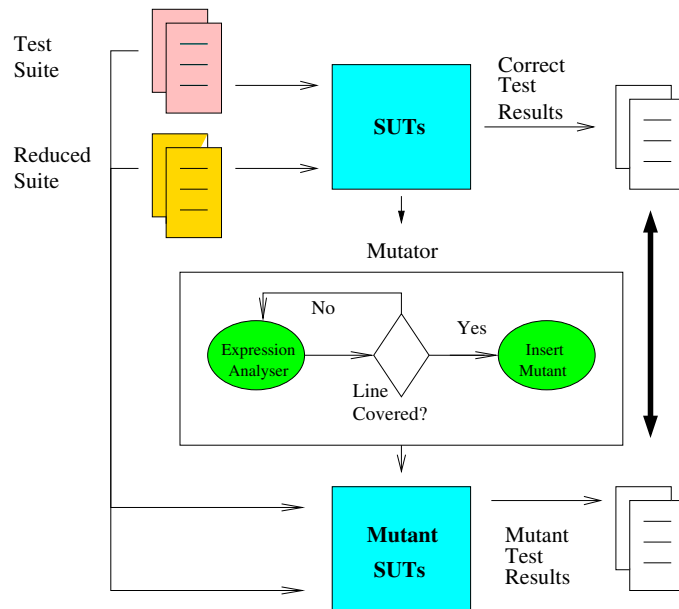 Test
Suite
Correct
Test
Results
SUTs
Reduced
Suite
Mutator
No
Yes
Expression
Analyser
Insert
Mutant
Line
Covered?
Mutant
SUTs
Mutant
Test
Results